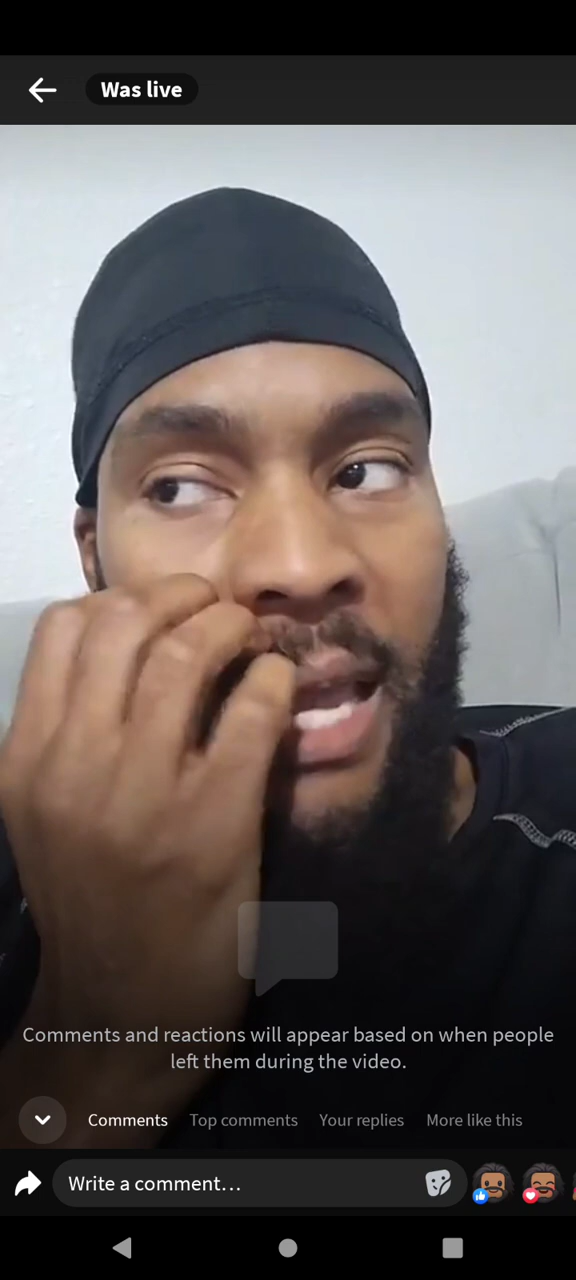 Was live
Comments and reactions will appear based on when people
left them during the video.
Comments Top comments Your replies More like this
Write a comment...